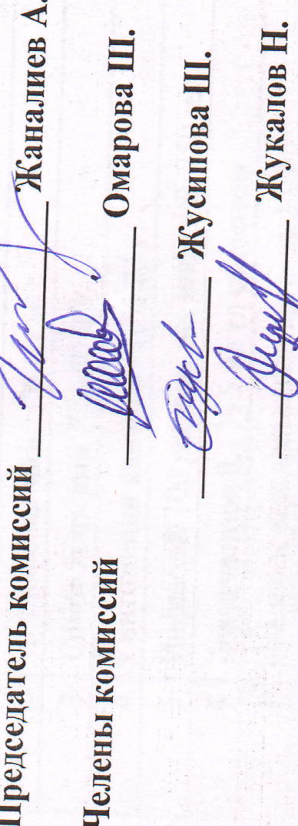 Председатель комиссий Жаналиев А.
Челены комиссий Омарова Ш.
Жусипова Ш.
Жукалов Н.